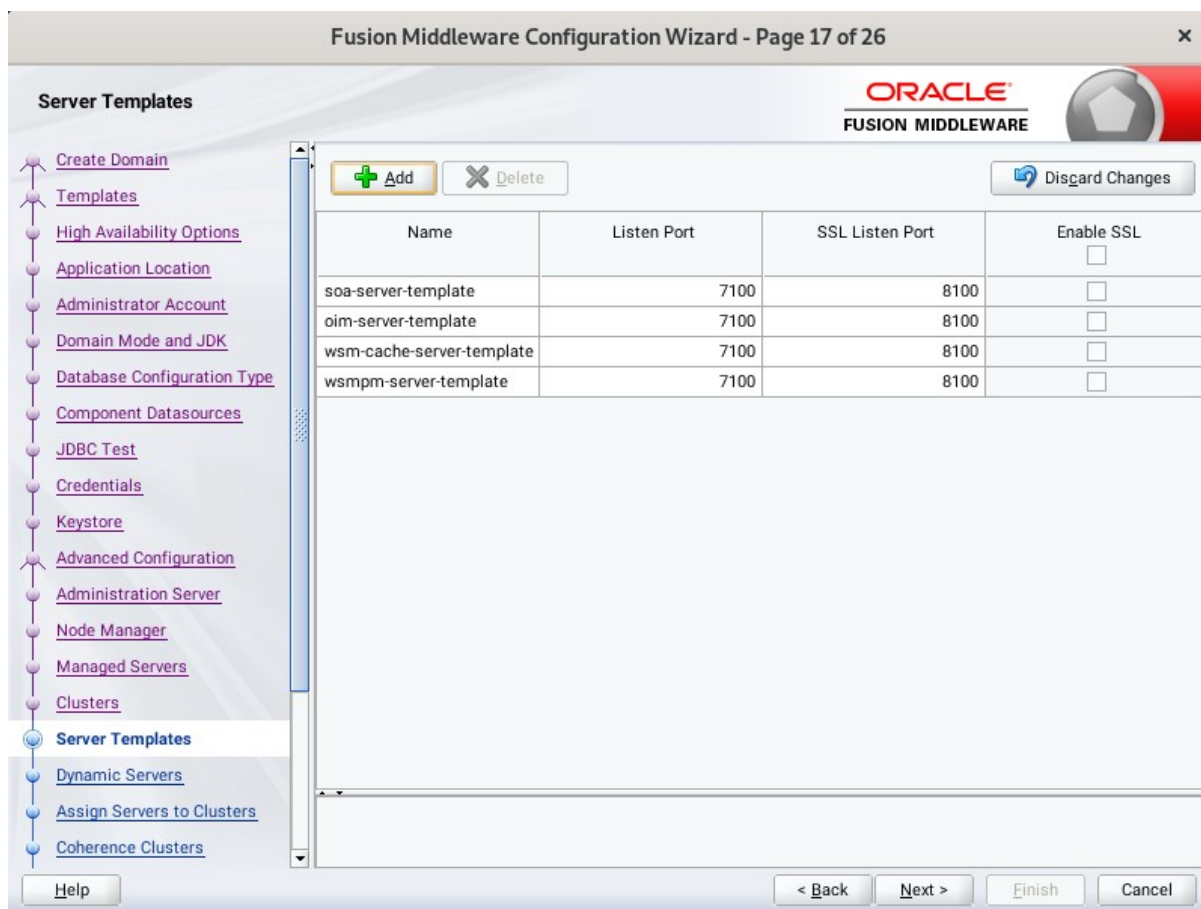 Fusion Middleware Configuration Wizard - Page 17 of 26
×
Server Templates
ORACLE
FUSION MIDDLEWARE
Create Domain
Templates
High Availability Options
Application Location
Administrator Account
Domain Mode and JDK
Database Configuration Type
Component Datasources
JDBC Test
Credentials
Keystore
Advanced Configuration
Administration Server
Node Manager
Managed Servers
Clusters
Server Templates
Dynamic Servers
Assign Servers to Clusters
Coherence Clusters
Add Delete Discard Changes
Name Listen Port SSL Listen Port Enable SSL
soa-server-template 7100 8100
oim-server-template 7100 8100
wsm-cache-server-template 7100 8100
wsmpm-server-template 7100 8100
Help < Back Next > Finish Cancel